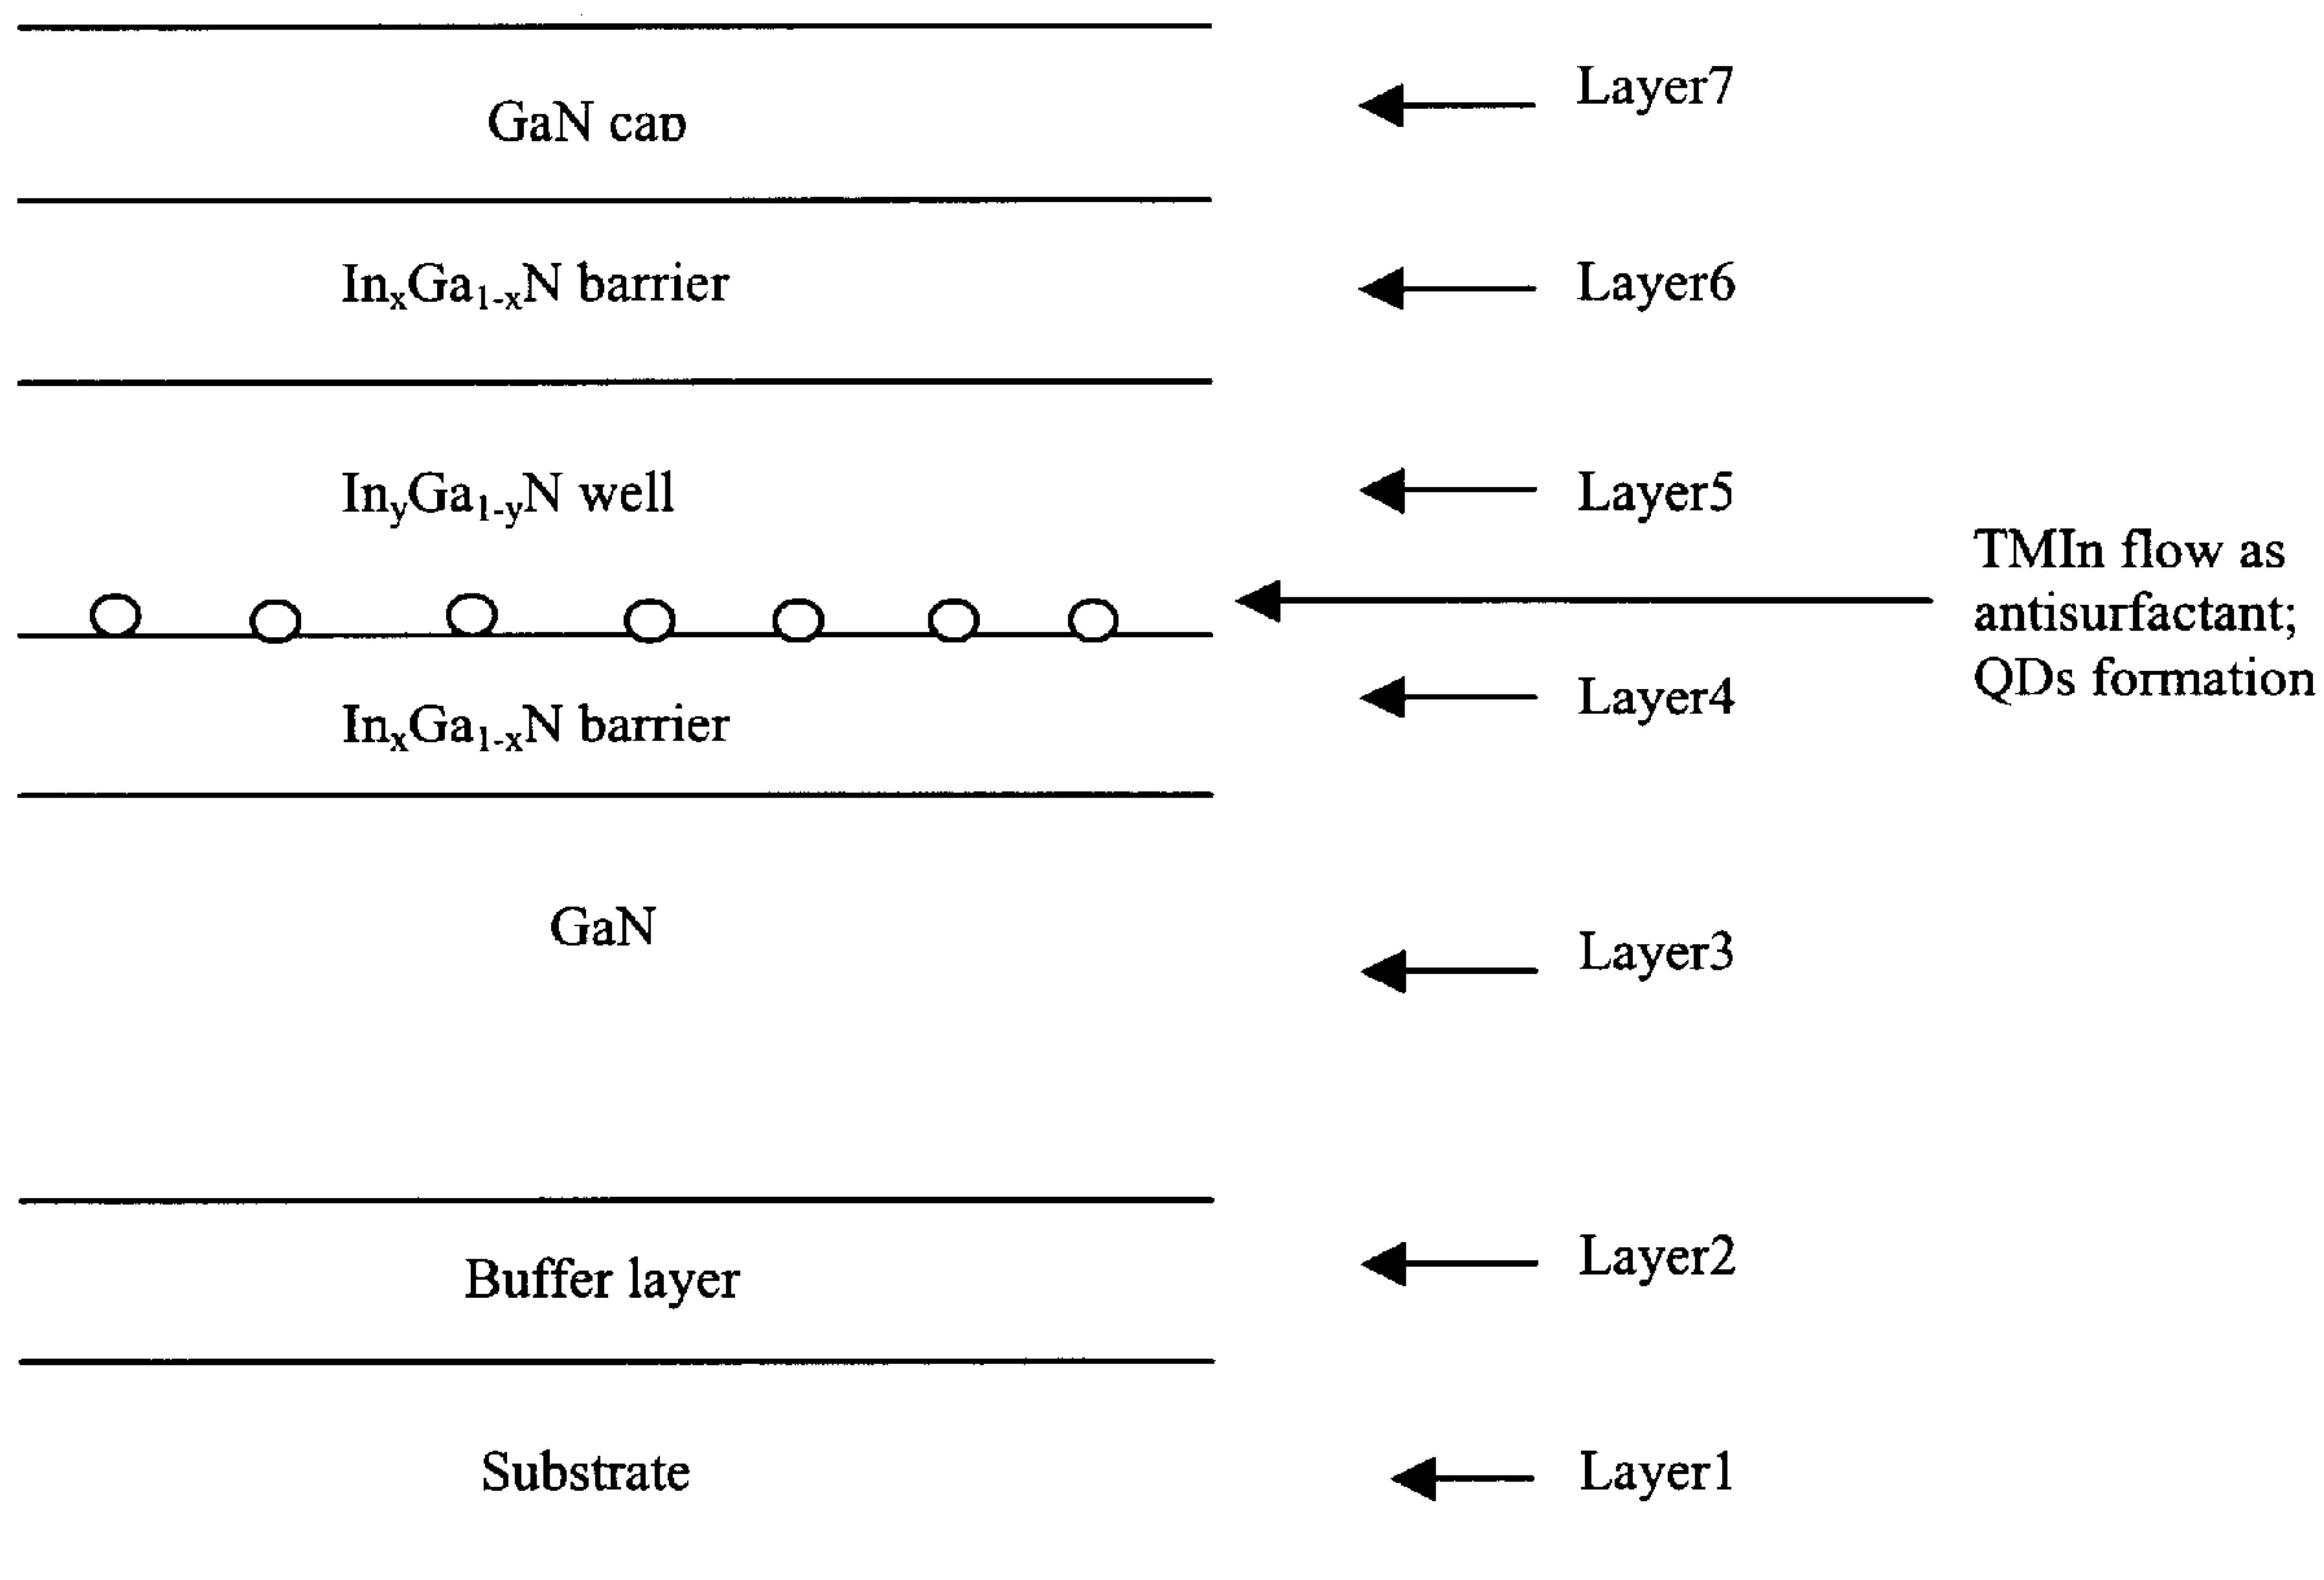 GaN cap
Layer7
InxGa1-xN barrier
Layer6
InyGa1-yN well
Layer5
TMIn flow as
antisurfactant;
QDs formation
Layer4
InxGa1-xN barrier
GaN
Layer3
Buffer layer
Layer2
Substrate
Layer1